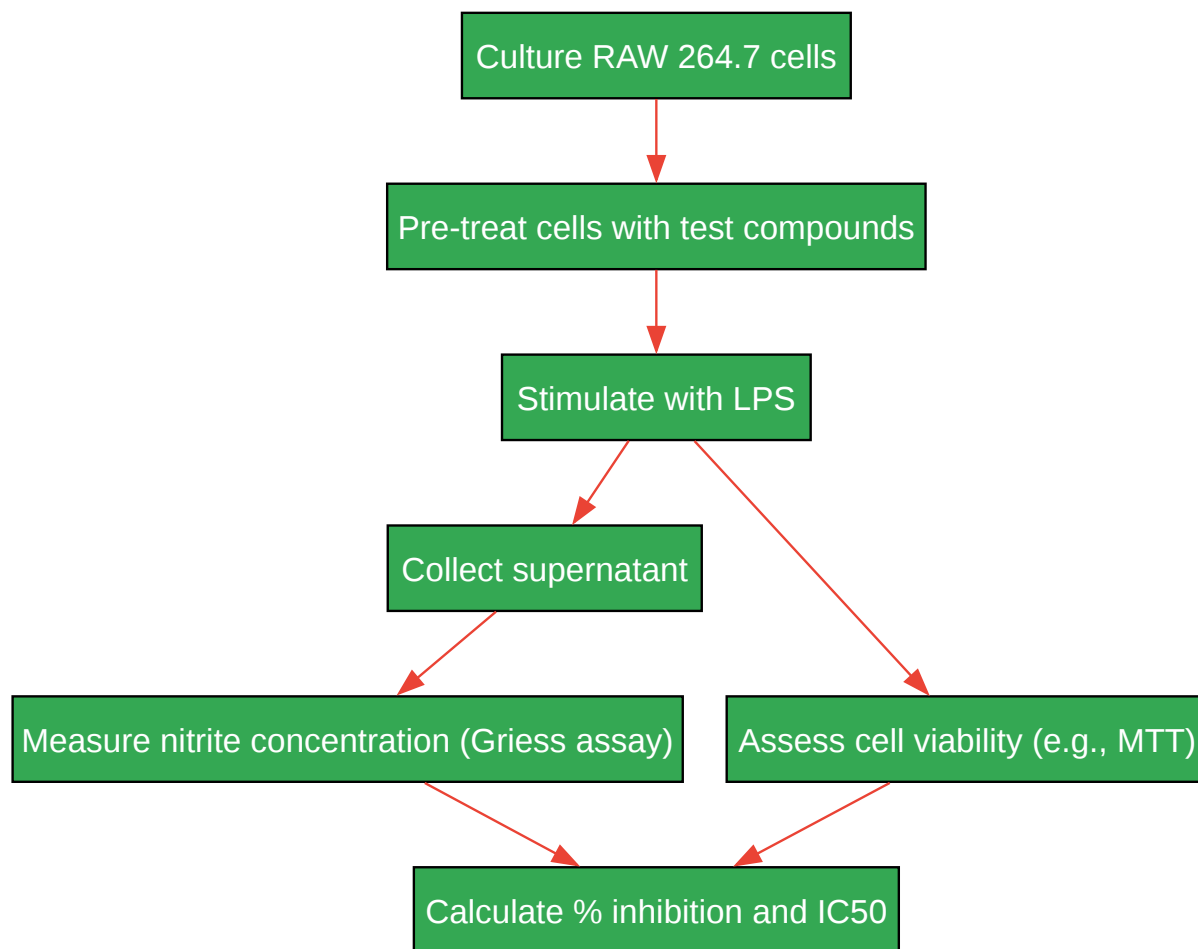 Culture RAW 264.7 cells
Pre-treat cells with test compounds
Stimulate with LPS
Collect supernatant
Measure nitrite concentration (Griess assay)
Assess cell viability (e.g., MTT)
Calculate % inhibition and IC50